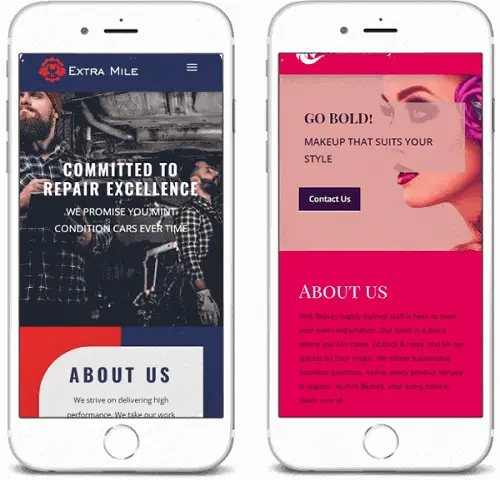 EXTRA MILE
COMMITTED TO
REPAIR EXCELLENCE
WE PROMISE YOU MINT
CONDITION CARS EVER TIME
ABOUT US
We strive on delivering high
performance. We take our work
GO BOLD!
MAKEUP THAT SUITS YOUR
STYLE
Contact Us
ABOUT US
Pink Beauty highly trained staff is here to meet
your every expectation. Our salon is a place
where you can come, sit back & relax, and let our
stylists do their magic. We follow sustainable
business practices, hence, every product we use
is organic. At Pink Beauty, your every need is
taken care of.